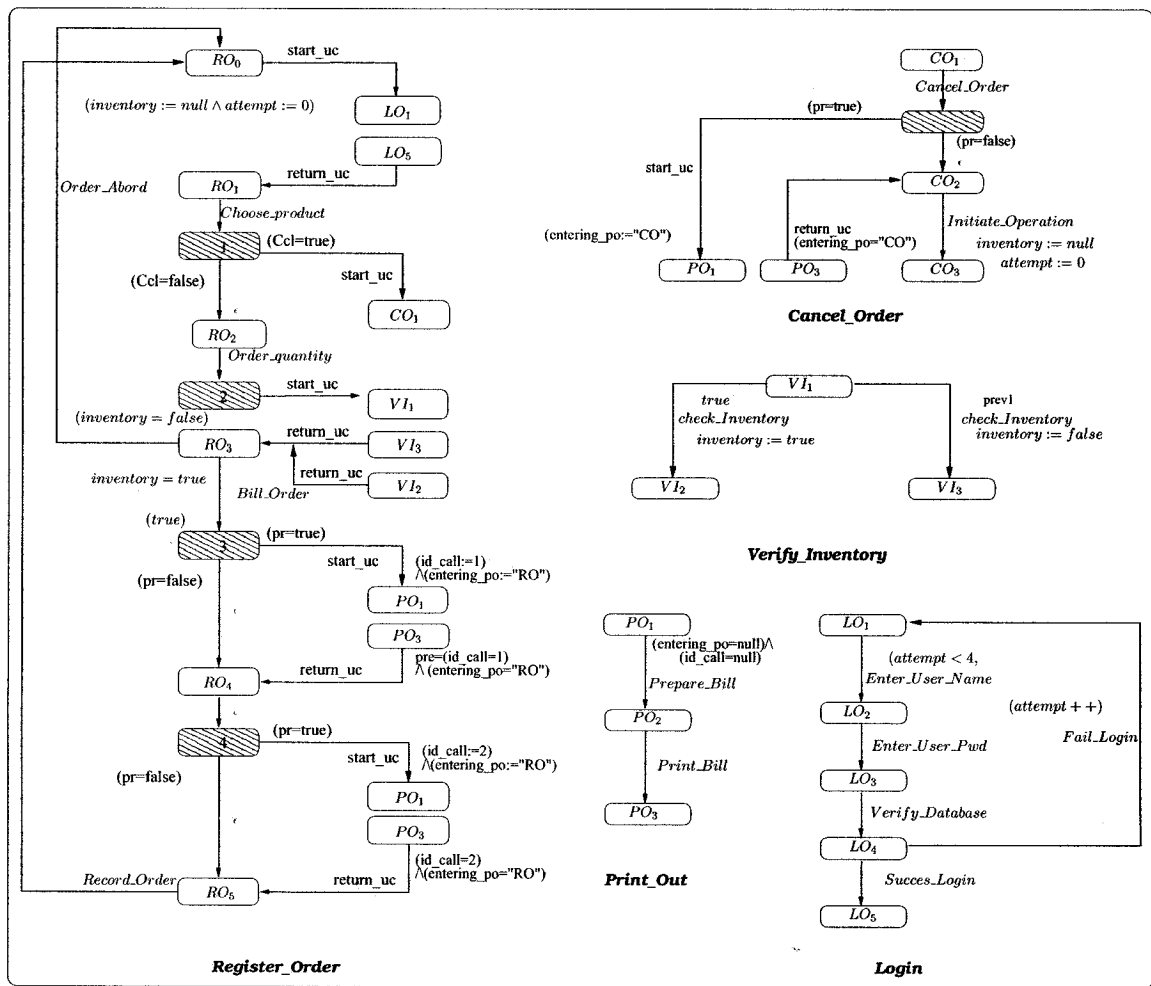 RO₀
start_uc
(inventory := null ∧ attempt := 0)
LO₁
LO₅
return_uc
Order_Abord
RO₁
Choose_product
1
(Ccl=true)
start_uc
(Ccl=false)
ϵ
CO₁
RO₂
Order_quantity
2
start_uc
VI₁
(inventory = false)
RO₃
return_uc
VI₃
return_uc
VI₂
Bill_Order
inventory = true
(true)
3
(pr=true)
start_uc
(id_call:=1)
/\(entering_po:="RO")
(pr=false)
PO₁
PO₃
pre=(id_call=1)
/\ (entering_po="RO")
return_uc
RO₄
4
(pr=true)
start_uc
(id_call:=2)
/\(entering_po:="RO")
(pr=false)
PO₁
ϵ
PO₃
(id_call=2)
/\(entering_po="RO")
return_uc
Record_Order
RO₅
Register_Order
CO₁
Cancel_Order
(pr=true)
(pr=false)
start_uc
CO₂
(entering_po:="CO")
return_uc
(entering_po="CO")
Initiate_Operation
inventory := null
attempt := 0
PO₁
PO₃
CO₃
Cancel_Order
VI₁
true
check_Inventory
inventory := true
prev1
check_Inventory
inventory := false
VI₂
VI₃
Verify_Inventory
PO₁
(entering_po=null)/\
(id_call=null)
Prepare_Bill
PO₂
Print_Bill
PO₃
Print_Out
LO₁
(attempt < 4,
Enter_User_Name
LO₂
(attempt + +)
Fail_Login
Enter_User_Pwd
LO₃
Verify_Database
LO₄
Succes_Login
LO₅
Login